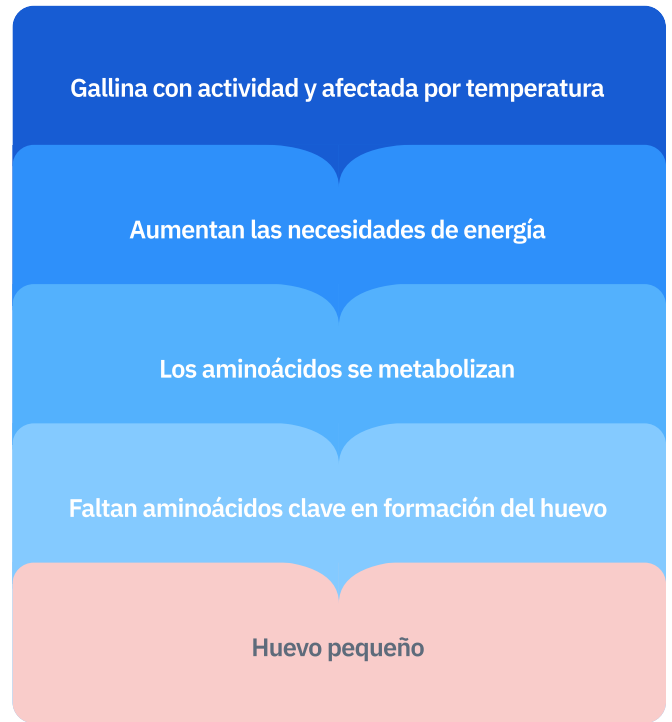 Gallina con actividad y afectada por temperatura
Aumentan las necesidades de energía
Los aminoácidos se metabolizan
Faltan aminoácidos clave en formación del huevo
Huevo pequeño